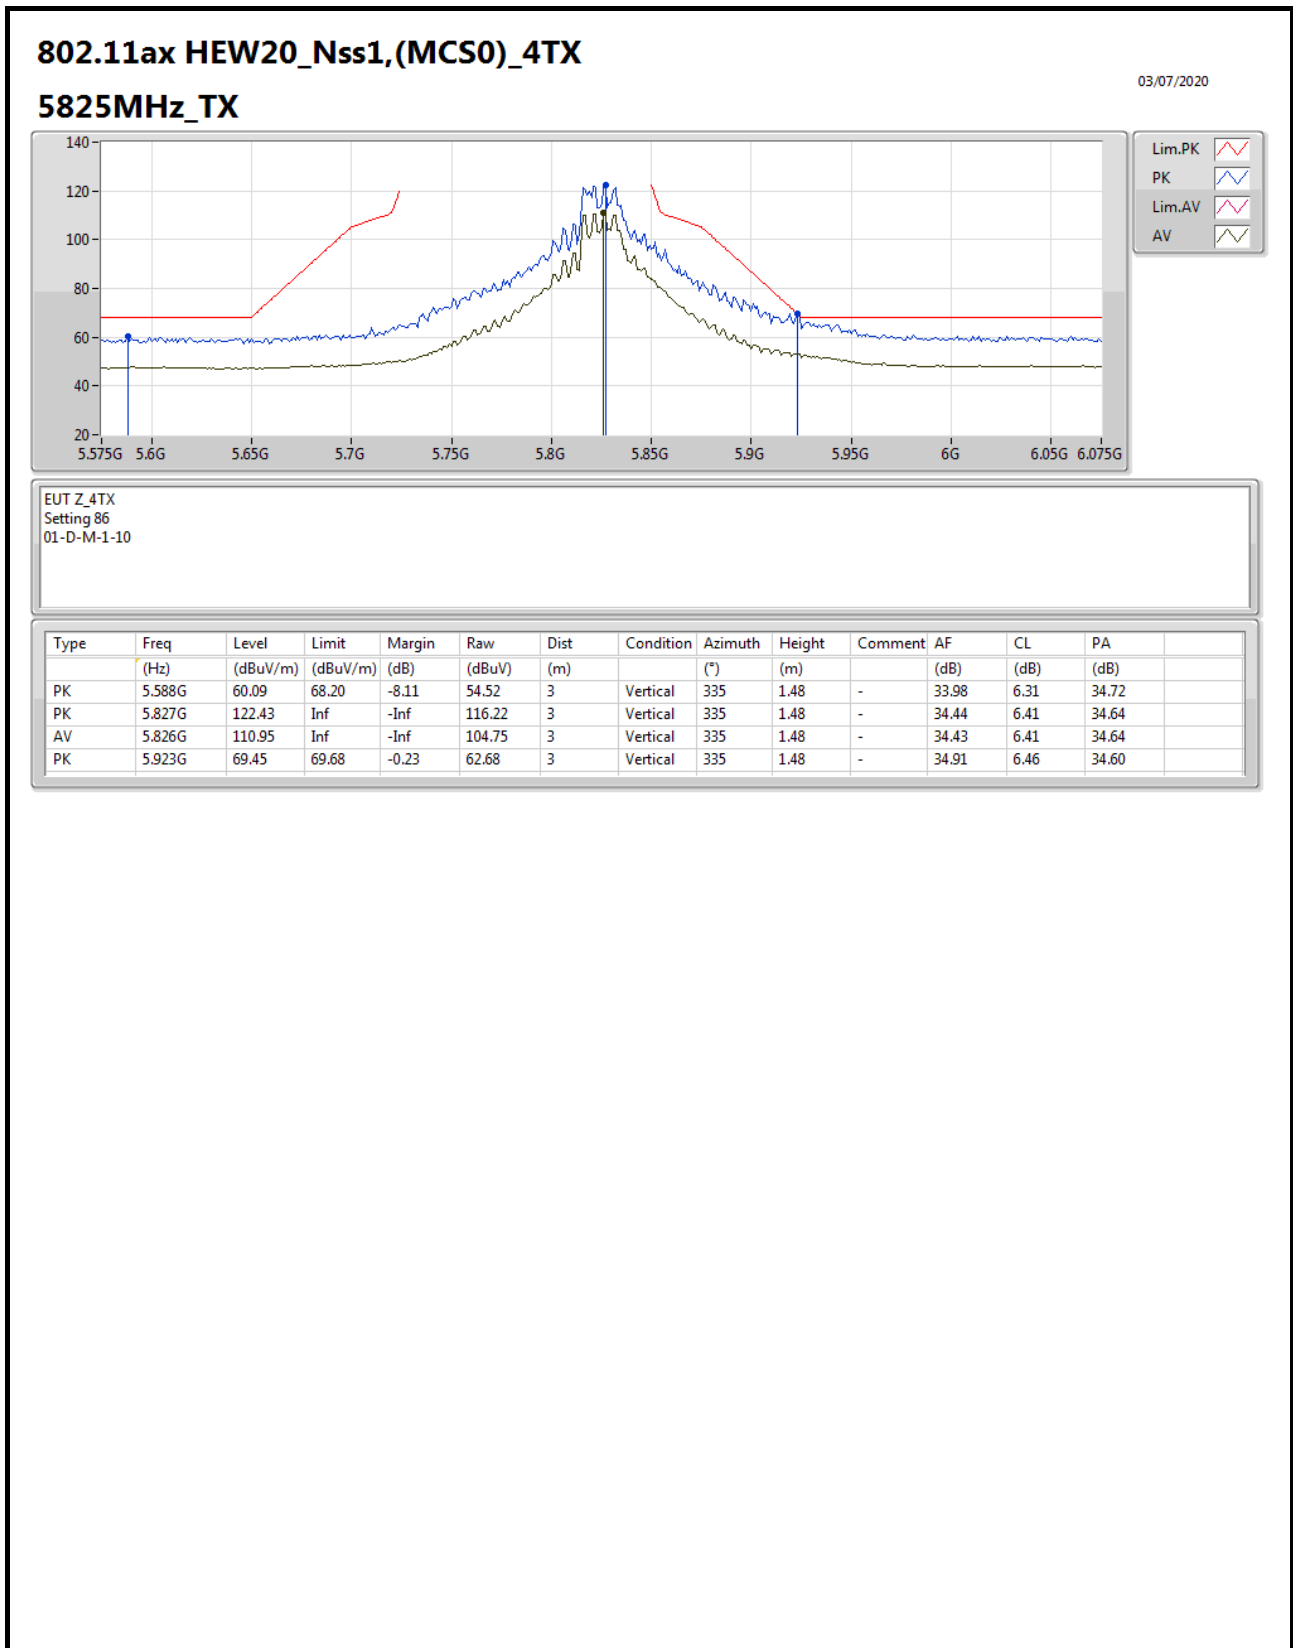 802.11ax HEW20_Nss1,(MCS0)_4TX
03/07/2020
5825MHz_TX
140
120
100
80
60
40
20
5.575G 5.6G 5.65G 5.7G 5.75G 5.8G 5.85G 5.9G 5.95G 6G 6.05G 6.075G
Lim.PK
PK
Lim.AV
AV
EUT Z_4TX
Setting 86
01-D-M-1-10
Type Freq Level Limit Margin Raw Dist Condition Azimuth Height Comment AF CL PA
(Hz) (dBuV/m) (dBuV/m) (dB) (dBuV) (m) (°) (m) (dB) (dB) (dB)
PK 5.588G 60.09 68.20 -8.11 54.52 3 Vertical 335 1.48 - 33.98 6.31 34.72
PK 5.827G 122.43 Inf -Inf 116.22 3 Vertical 335 1.48 - 34.44 6.41 34.64
AV 5.826G 110.95 Inf -Inf 104.75 3 Vertical 335 1.48 - 34.43 6.41 34.64
PK 5.923G 69.45 69.68 -0.23 62.68 3 Vertical 335 1.48 - 34.91 6.46 34.60